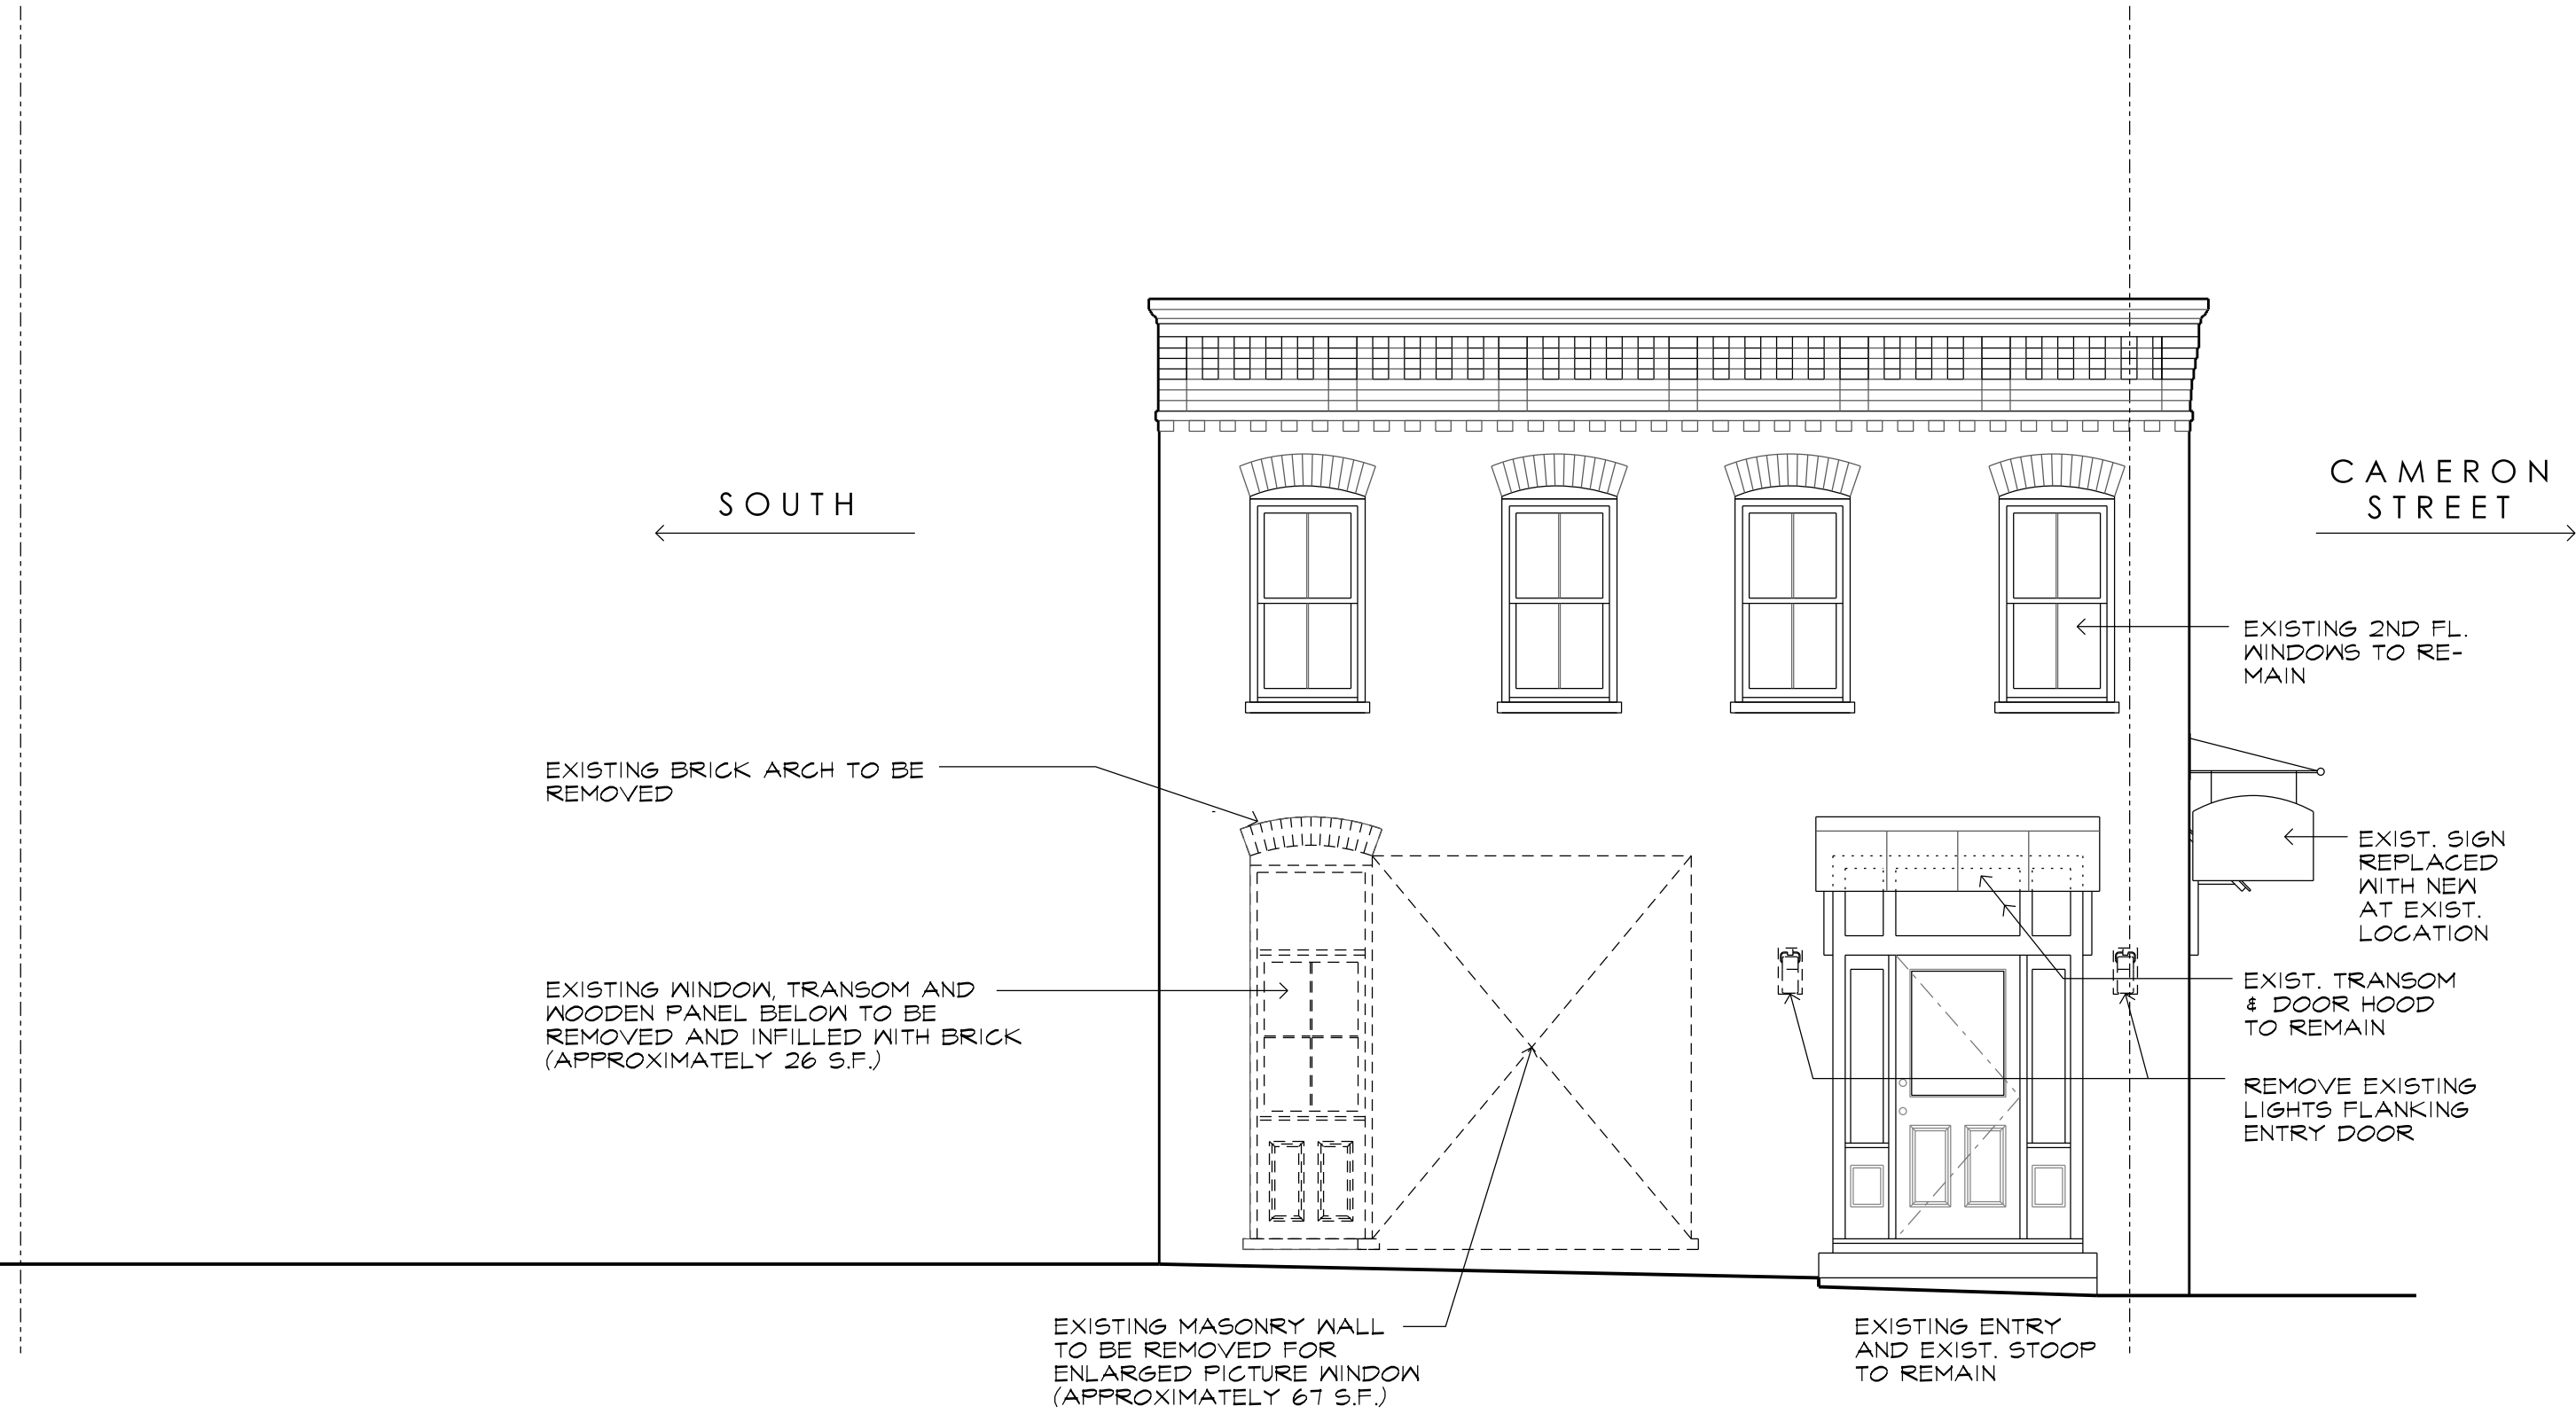 CAMERON
STREET
SOUTH
EXISTING 2ND FL.
WINDOWS TO RE-
MAIN
EXISTING BRICK ARCH TO BE
REMOVED
EXIST. SIGN
REPLACED
WITH NEW
AT EXIST.
LOCATION
EXISTING WINDOW, TRANSOM AND
WOODEN PANEL BELOW TO BE
REMOVED AND INFILLED WITH BRICK
(APPROXIMATELY 26 S.F.)
EXIST. TRANSOM
& DOOR HOOD
TO REMAIN
REMOVE EXISTING
LIGHTS FLANKING
ENTRY DOOR
EXISTING MASONRY WALL
TO BE REMOVED FOR
ENLARGED PICTURE WINDOW
(APPROXIMATELY 67 S.F.)
EXISTING ENTRY
AND EXIST. STOOP
TO REMAIN